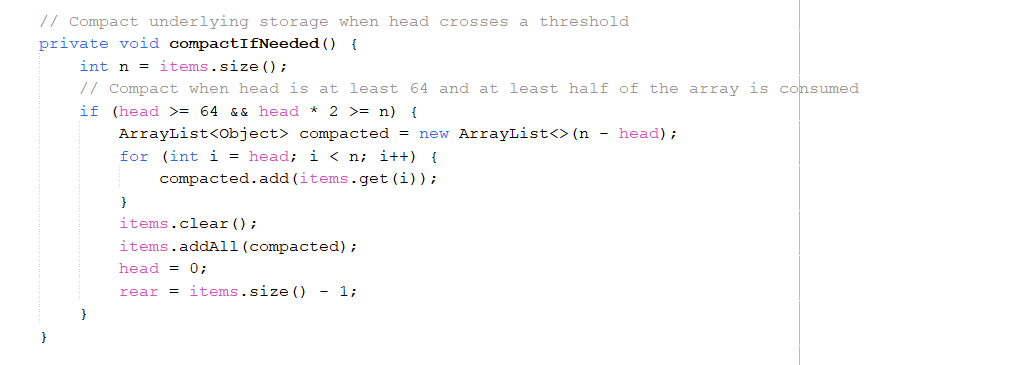 // Compact underlying storage when head crosses a threshold
private void compactIfNeeded() {
int n = items.size();
// Compact when head is at least 64 and at least half of the array is consumed
if (head >= 64 && head * 2 >= n) {
ArrayList<Object> compacted = new ArrayList<>(n - head);
for (int i = head; i < n; i++) {
compacted.add(items.get(i));
}
items.clear();
items.addAll(compacted);
head = 0;
rear = items.size() - 1;
}
}